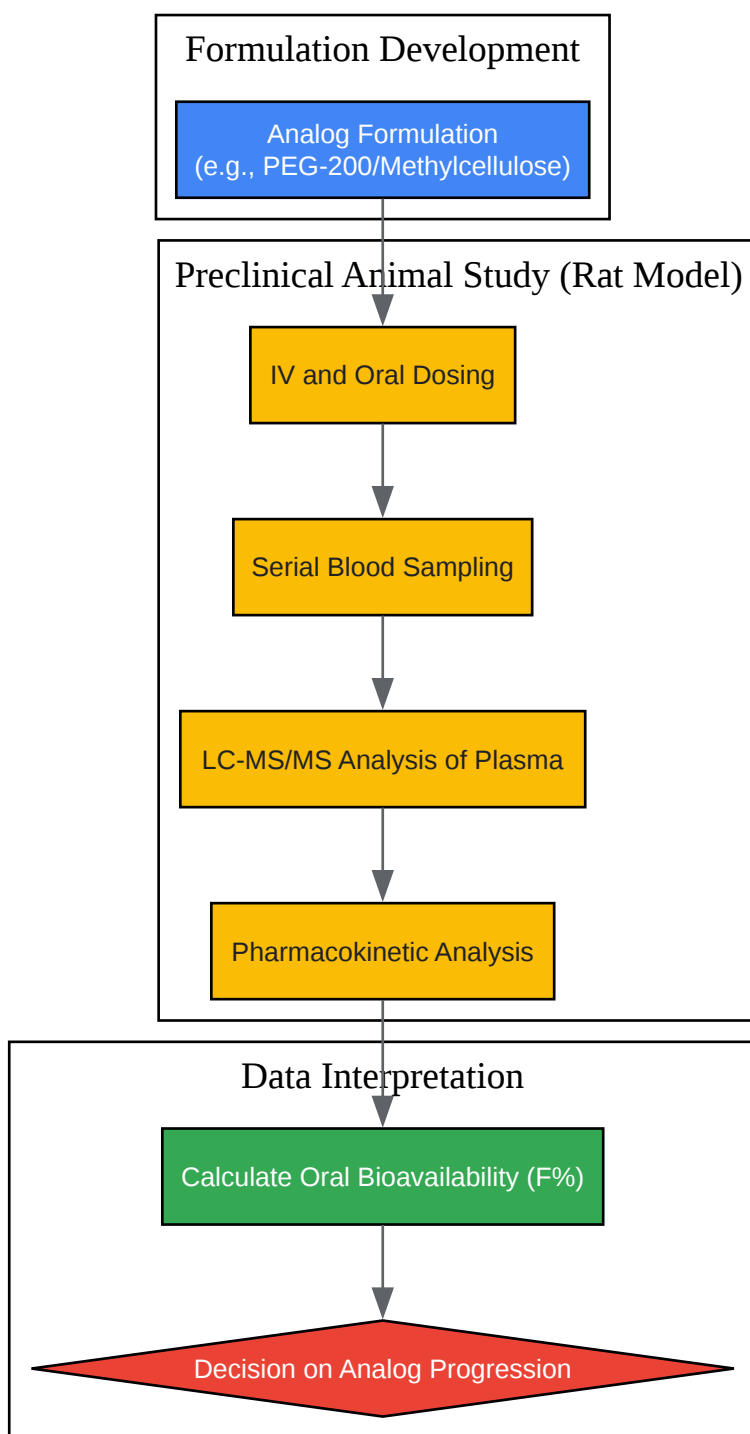 Formulation Development
Analog Formulation
(e.g., PEG-200/Methylcellulose)
Preclinical Animal Study (Rat Model)
IV and Oral Dosing
Serial Blood Sampling
LC-MS/MS Analysis of Plasma
Pharmacokinetic Analysis
Data Interpretation
Calculate Oral Bioavailability (F%)
Decision on Analog Progression